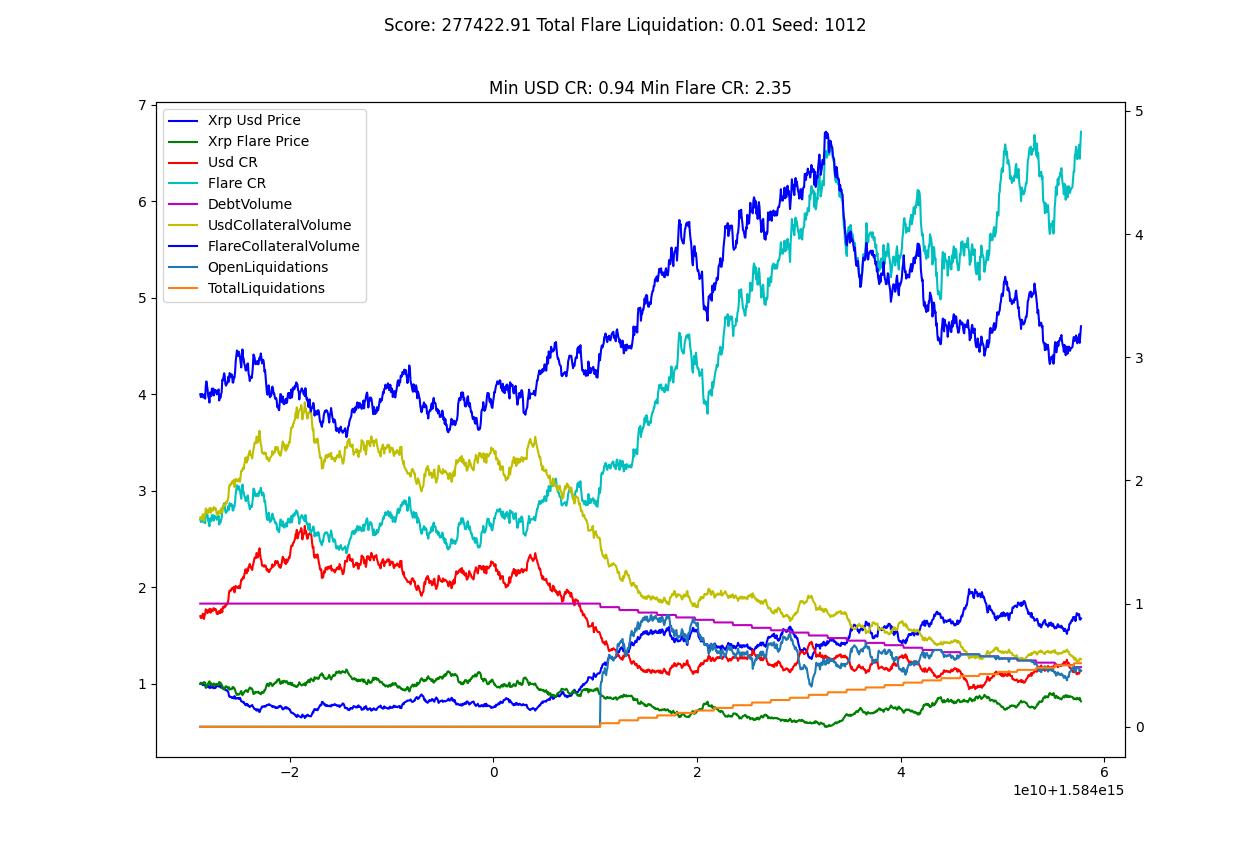 Score: 277422.91 Total Flare Liquidation: 0.01 Seed: 1012
Min USD CR: 0.94 Min Flare CR: 2.35
Xrp Usd Price
Xrp Flare Price
Usd CR
Flare CR
DebtVolume
UsdCollateralVolume
FlareCollateralVolume
OpenLiquidations
TotalLiquidations
7
6
5
4
3
2
1
5
4
3
2
1
0
−2
0
2
4
6
1e10+1.584e15